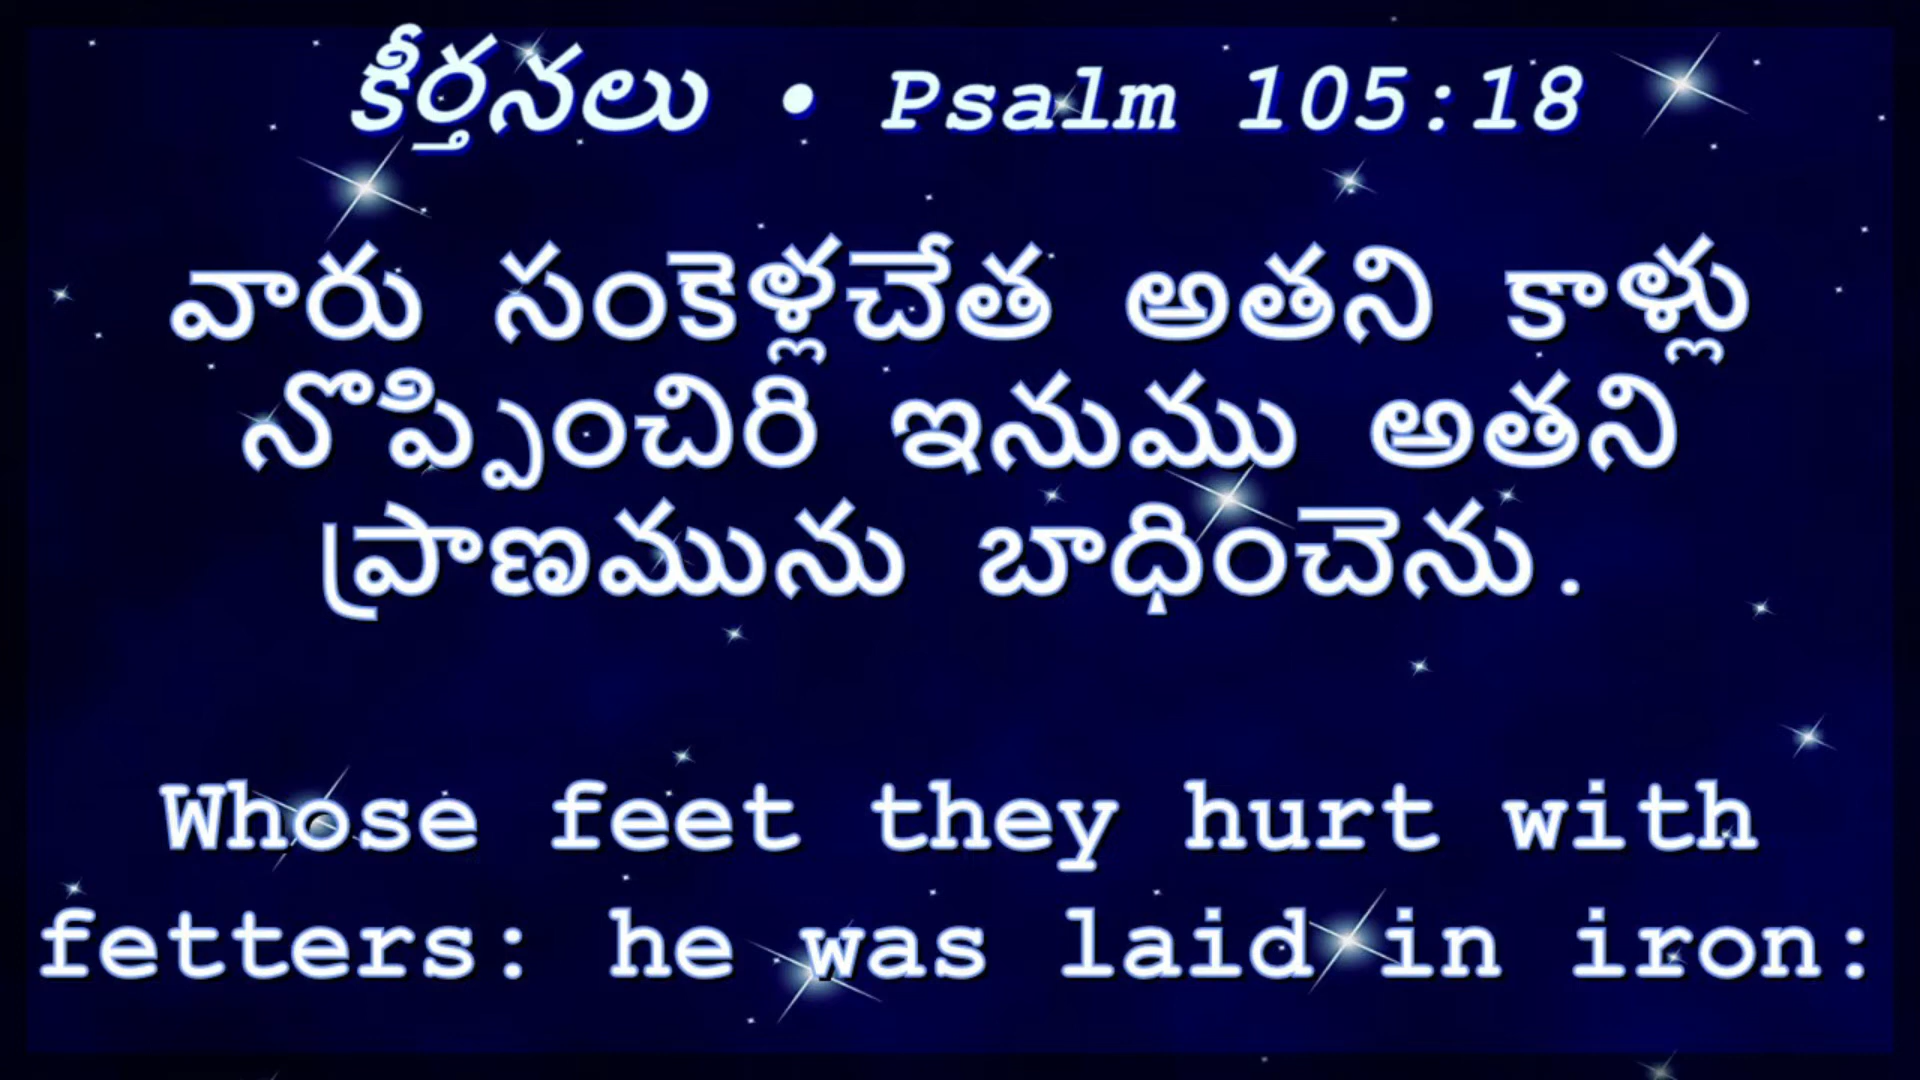 కీర్తనలు • Psalm 105:18
వారు సంకెళ్లచేత అతని కాళ్లు
నొప్పించిరి ఇనుము అతని
ప్రాణమును బాధించెను.
Whose feet they hurt with
fetters: he was laid in iron: